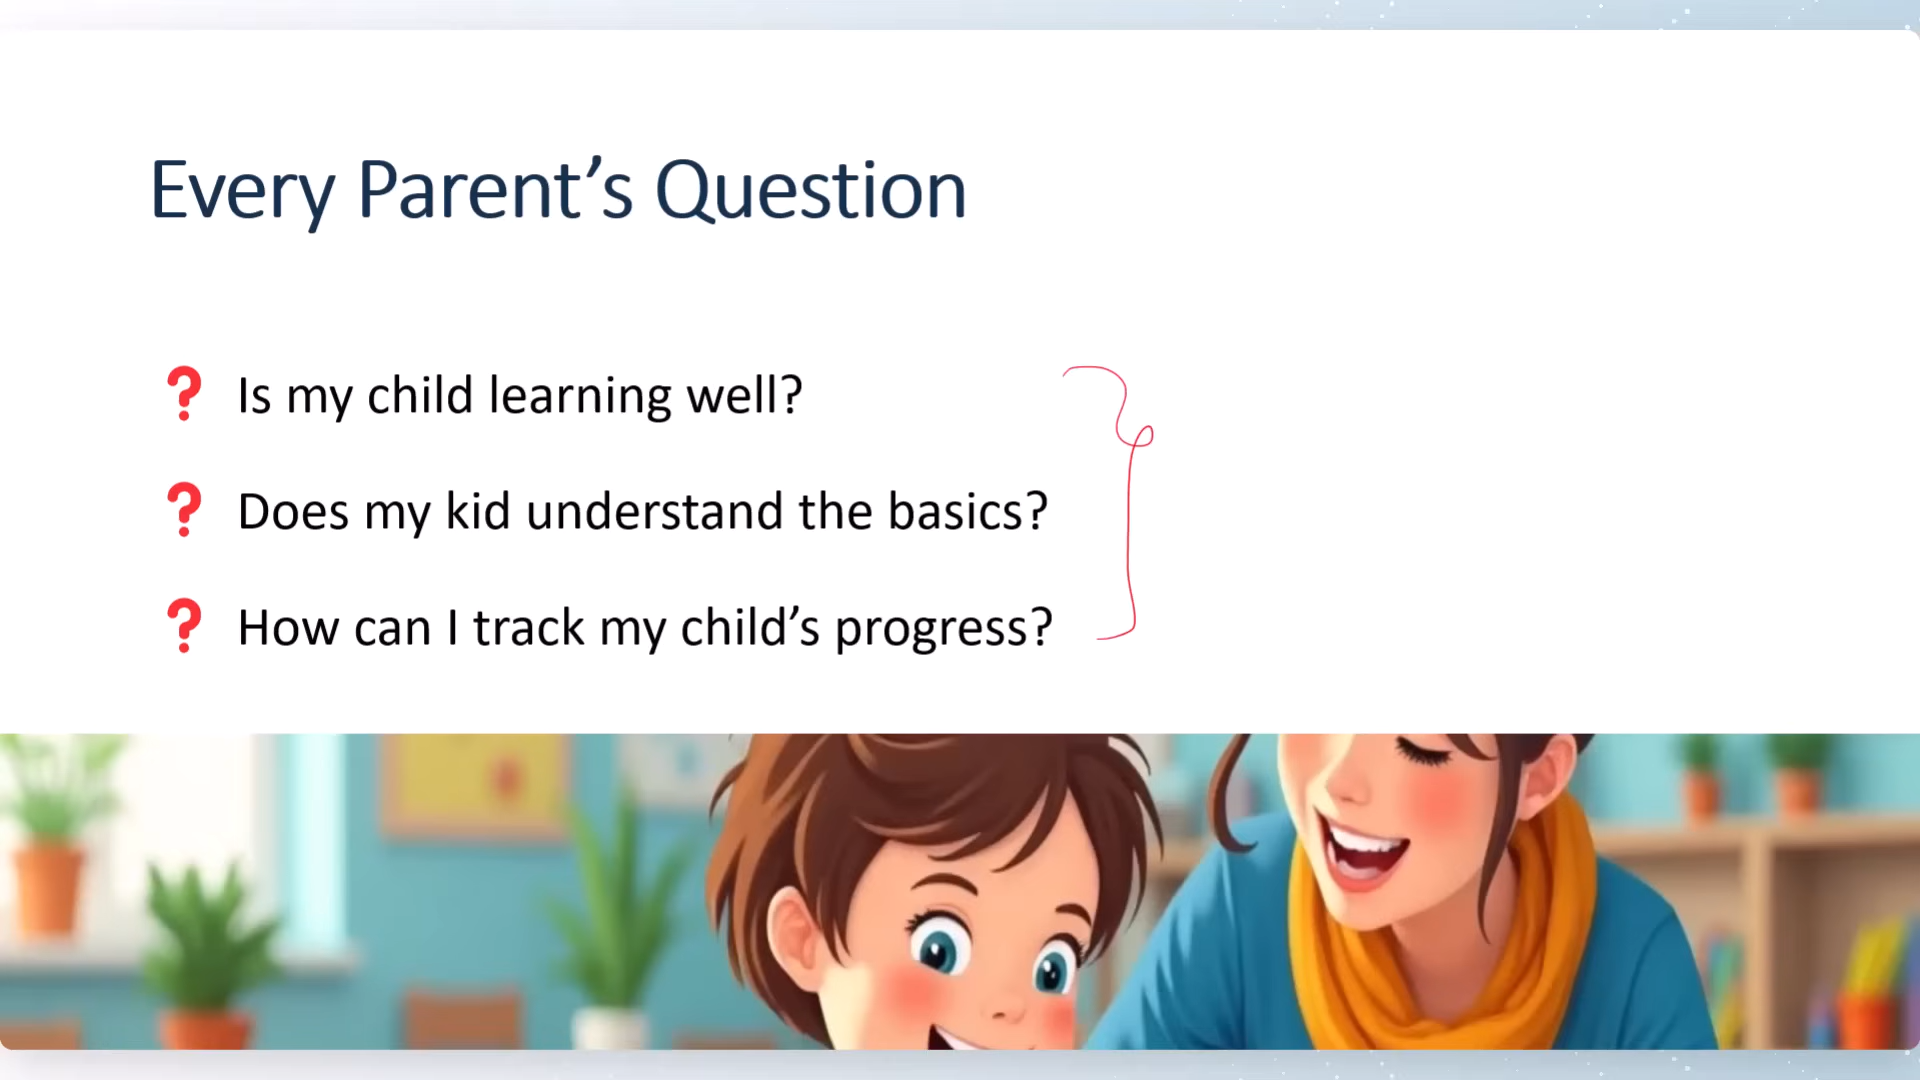 Every Parent’s Question
❓ Is my child learning well?
❓ Does my kid understand the basics?
❓ How can I track my child’s progress?